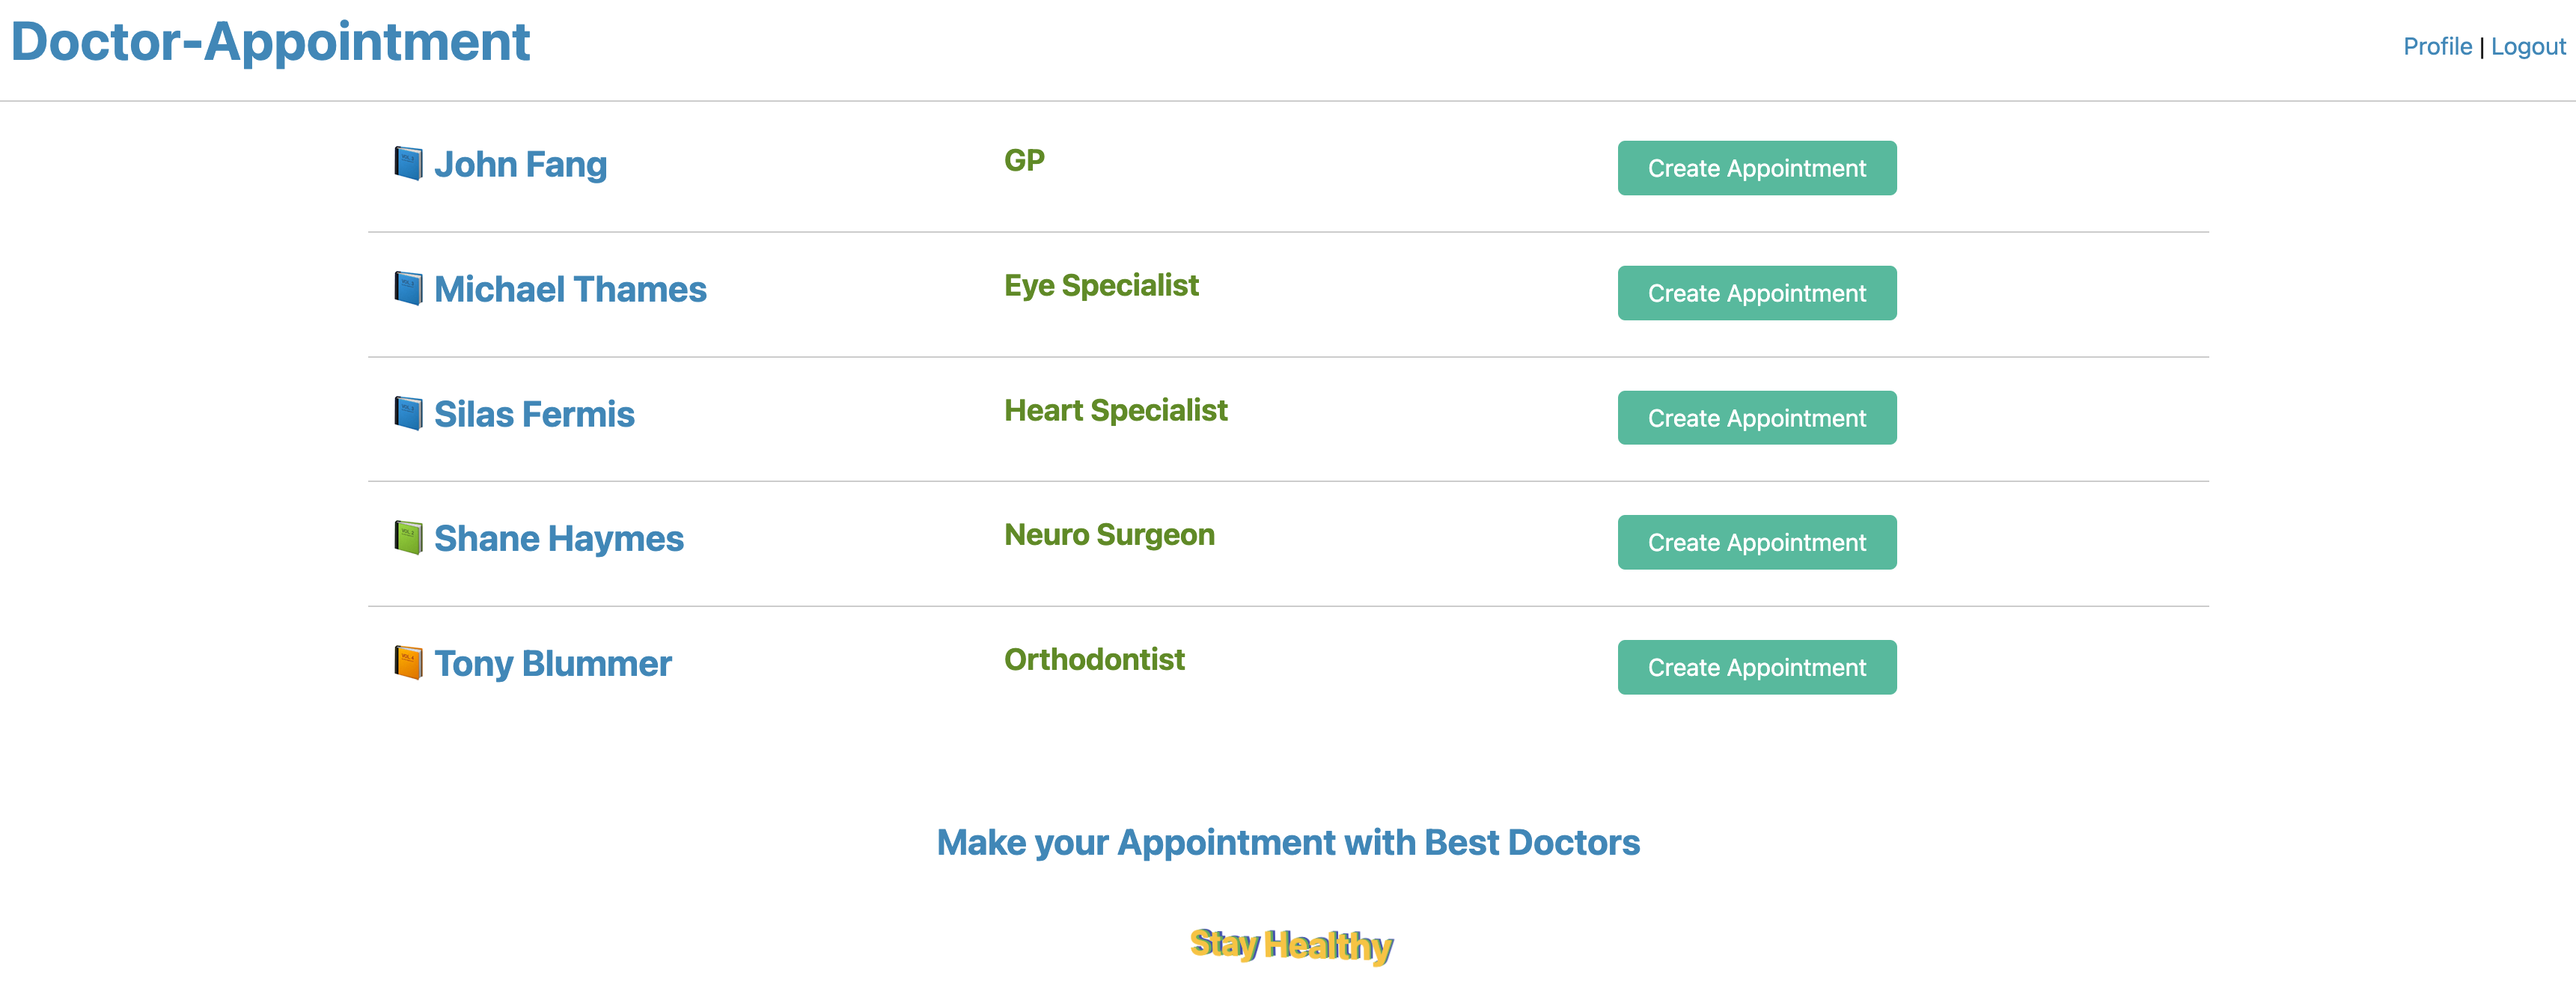 Doctor-Appointment
Profile | Logout
John Fang GP Create Appointment
Michael Thames Eye Specialist Create Appointment
Silas Fermis Heart Specialist Create Appointment
Shane Haymes Neuro Surgeon Create Appointment
Tony Blummer Orthodontist Create Appointment
Make your Appointment with Best Doctors
Stay Healthy